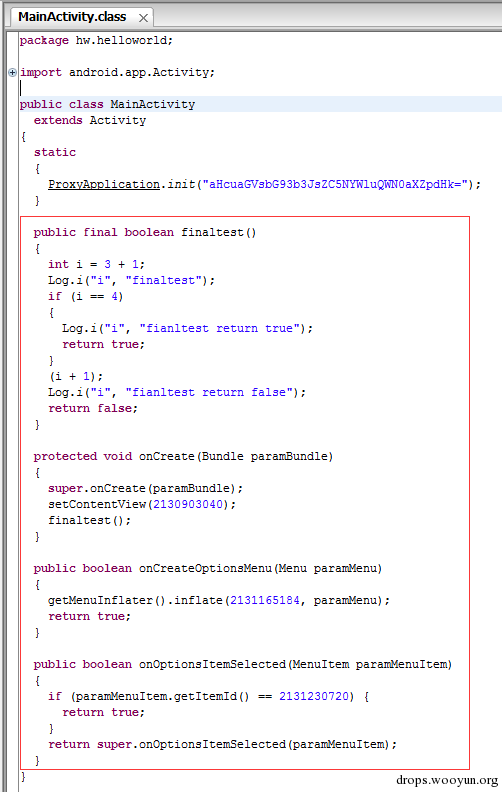 MainActivity.class
package hw.helloworld;
import android.app.Activity;
public class MainActivity
extends Activity
{
static
{
ProxyApplication.init("aHcuaGVsbG93b3JsZC5NYWluQWN0aXZpdHk=");
}
public final boolean finaltest()
{
int i = 3 + 1;
Log.i("i", "finaltest");
if (i == 4)
{
Log.i("i", "fianltest return true");
return true;
}
(i + 1);
Log.i("i", "fianltest return false");
return false;
}
protected void onCreate(Bundle paramBundle)
{
super.onCreate(paramBundle);
setContentView(2130903040);
finaltest();
}
public boolean onCreateOptionsMenu(Menu paramMenu)
{
getMenuInflater().inflate(2131165184, paramMenu);
return true;
}
public boolean onOptionsItemSelected(MenuItem paramMenuItem)
{
if (paramMenuItem.getItemId() == 2131230720) {
return true;
}
return super.onOptionsItemSelected(paramMenuItem);
}
}
drops.wooyun.org